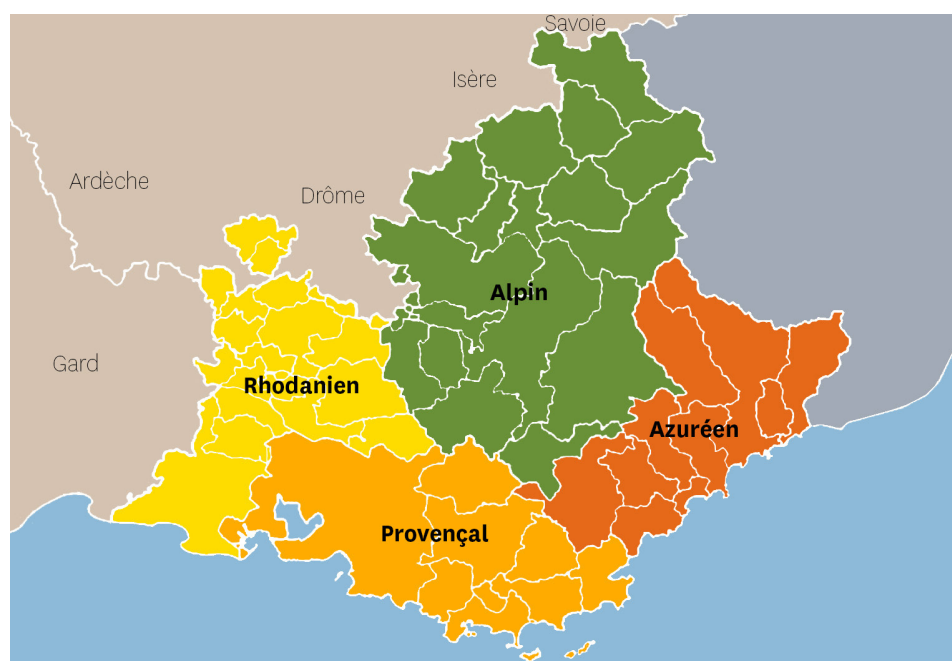 Savoie
Isère
Ardèche
Drôme
Alpin
Gard
Rhodanien
Azuréen
Provençal